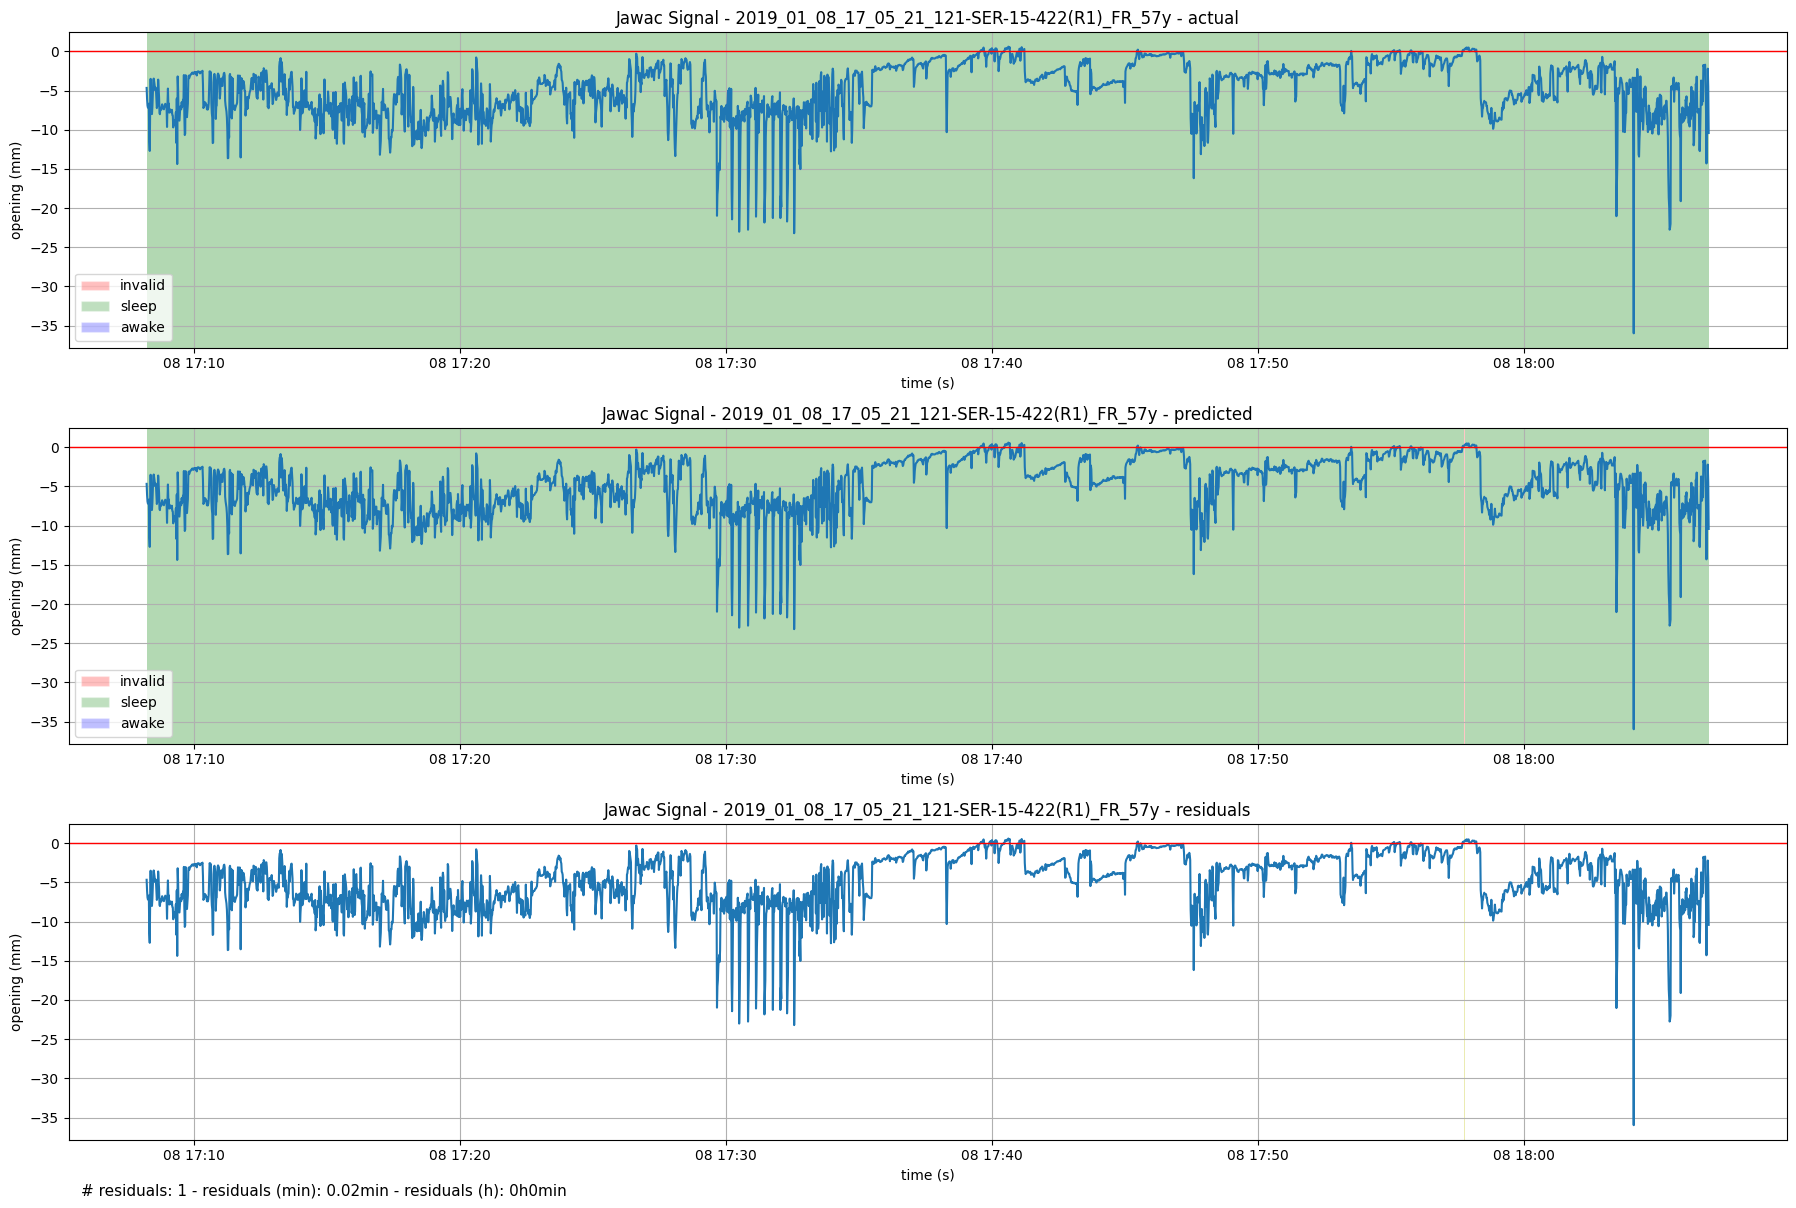 Jawac Signal - 2019_01_08_17_05_21_121-SER-15-422(R1)_FR_57y - actual
opening (mm)
0
−5
−10
−15
−20
−25
−30
−35
invalid
sleep
awake
08 17:10 08 17:20 08 17:30 08 17:40 08 17:50 08 18:00
time (s)
Jawac Signal - 2019_01_08_17_05_21_121-SER-15-422(R1)_FR_57y - predicted
opening (mm)
0
−5
−10
−15
−20
−25
−30
−35
invalid
sleep
awake
08 17:10 08 17:20 08 17:30 08 17:40 08 17:50 08 18:00
time (s)
Jawac Signal - 2019_01_08_17_05_21_121-SER-15-422(R1)_FR_57y - residuals
opening (mm)
0
−5
−10
−15
−20
−25
−30
−35
08 17:10 08 17:20 08 17:30 08 17:40 08 17:50 08 18:00
time (s)
# residuals: 1 - residuals (min): 0.02min - residuals (h): 0h0min